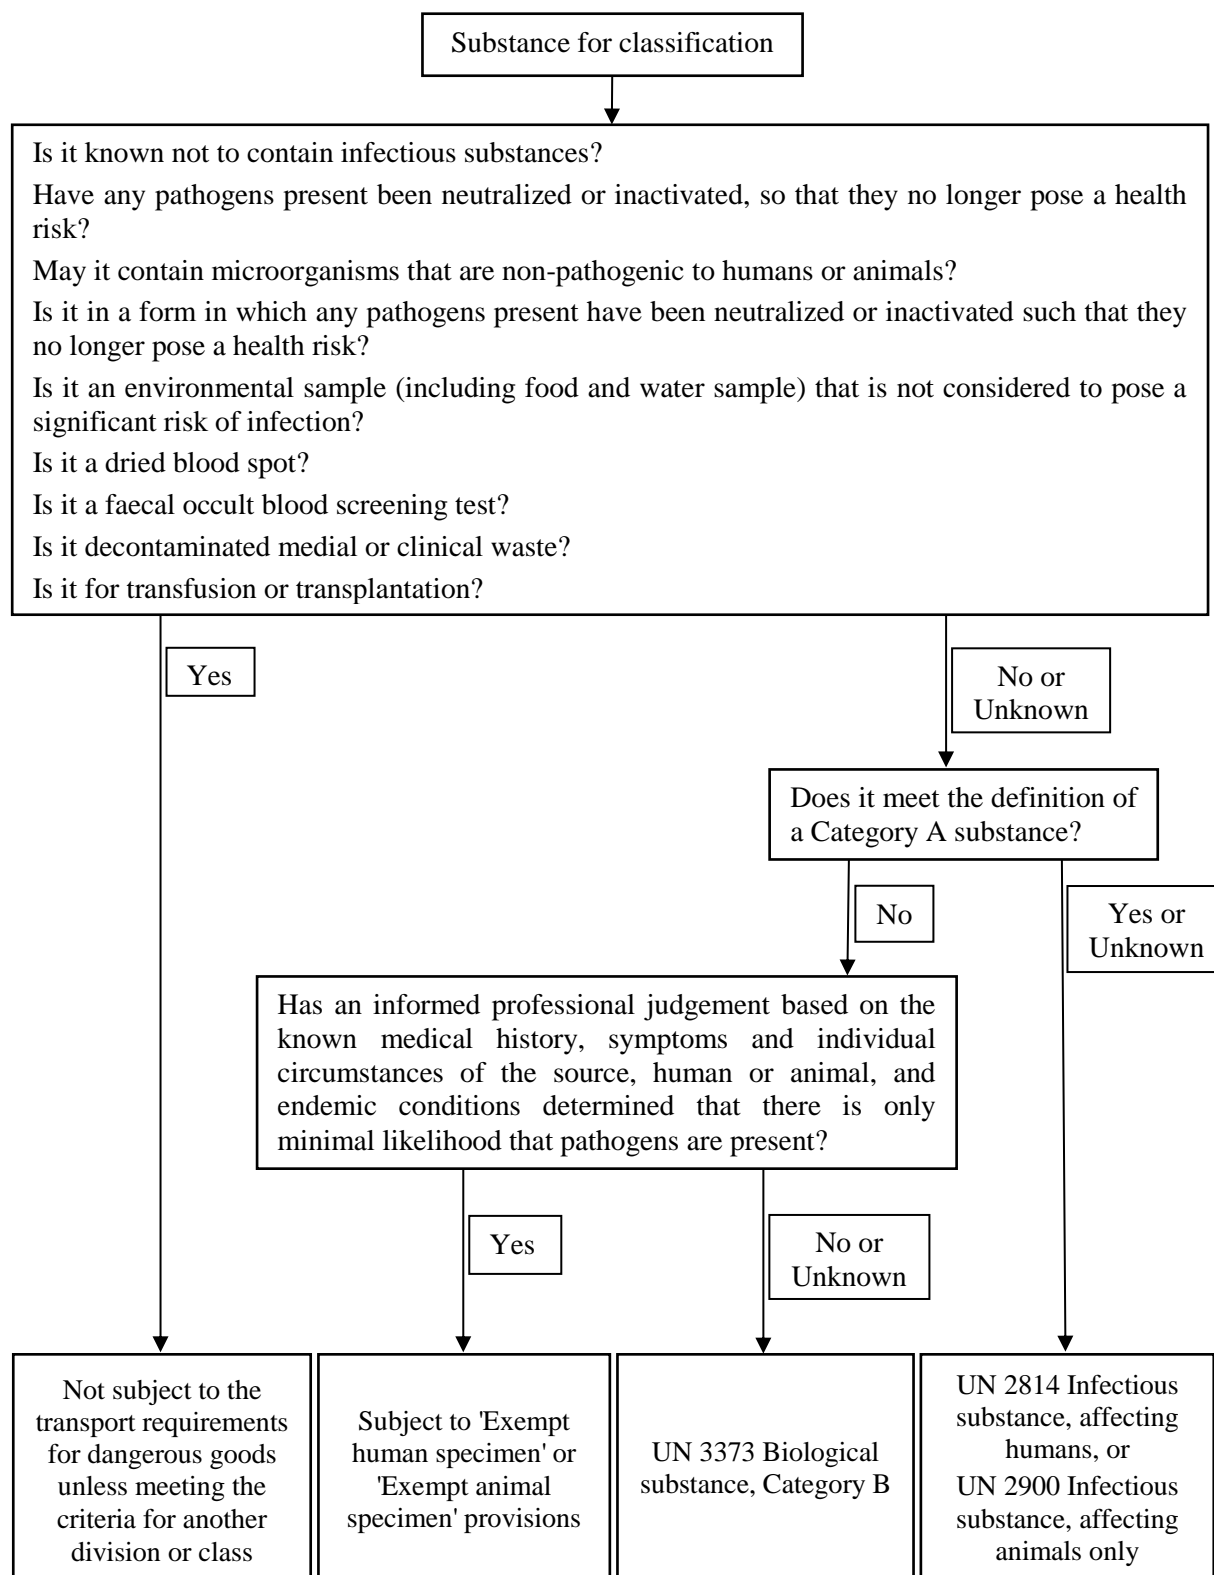 Substance for classification
Is it known not to contain infectious substances?
Have any pathogens present been neutralized or inactivated, so that they no longer pose a health
risk?
May it contain microorganisms that are non-pathogenic to humans or animals?
Is it in a form in which any pathogens present have been neutralized or inactivated such that they
no longer pose a health risk?
Is it an environmental sample (including food and water sample) that is not considered to pose a
significant risk of infection?
Is it a dried blood spot?
Is it a faecal occult blood screening test?
Is it decontaminated medial or clinical waste?
Is it for transfusion or transplantation?
Yes
No or
Unknown
Does it meet the definition of
a Category A substance?
No
Yes or
Unknown
Has an informed professional judgement based on the
known medical history, symptoms and individual
circumstances of the source, human or animal, and
endemic conditions determined that there is only
minimal likelihood that pathogens are present?
Yes
No or
Unknown
Not subject to the
transport requirements
for dangerous goods
unless meeting the
criteria for another
division or class
Subject to 'Exempt
human specimen' or
'Exempt animal
specimen' provisions
UN 3373 Biological
substance, Category B
UN 2814 Infectious
substance, affecting
humans, or
UN 2900 Infectious
substance, affecting
animals only